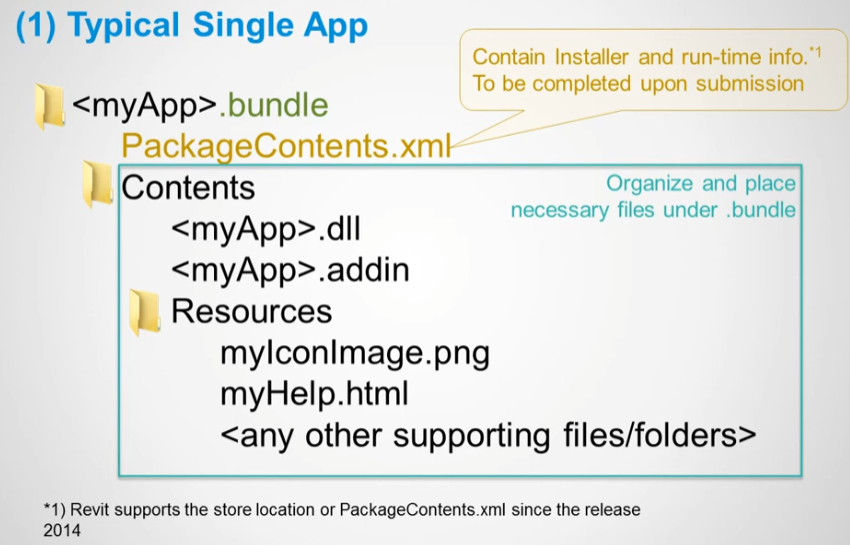 (1) Typical Single App
Contain Installer and run-time info.*1
To be completed upon submission
<myApp>.bundle
PackageContents.xml
Contents
Organize and place
necessary files under .bundle
<myApp>.dll
<myApp>.addin
Resources
myIconImage.png
myHelp.html
<any other supporting files/folders>
*1) Revit supports the store location or PackageContents.xml since the release
2014